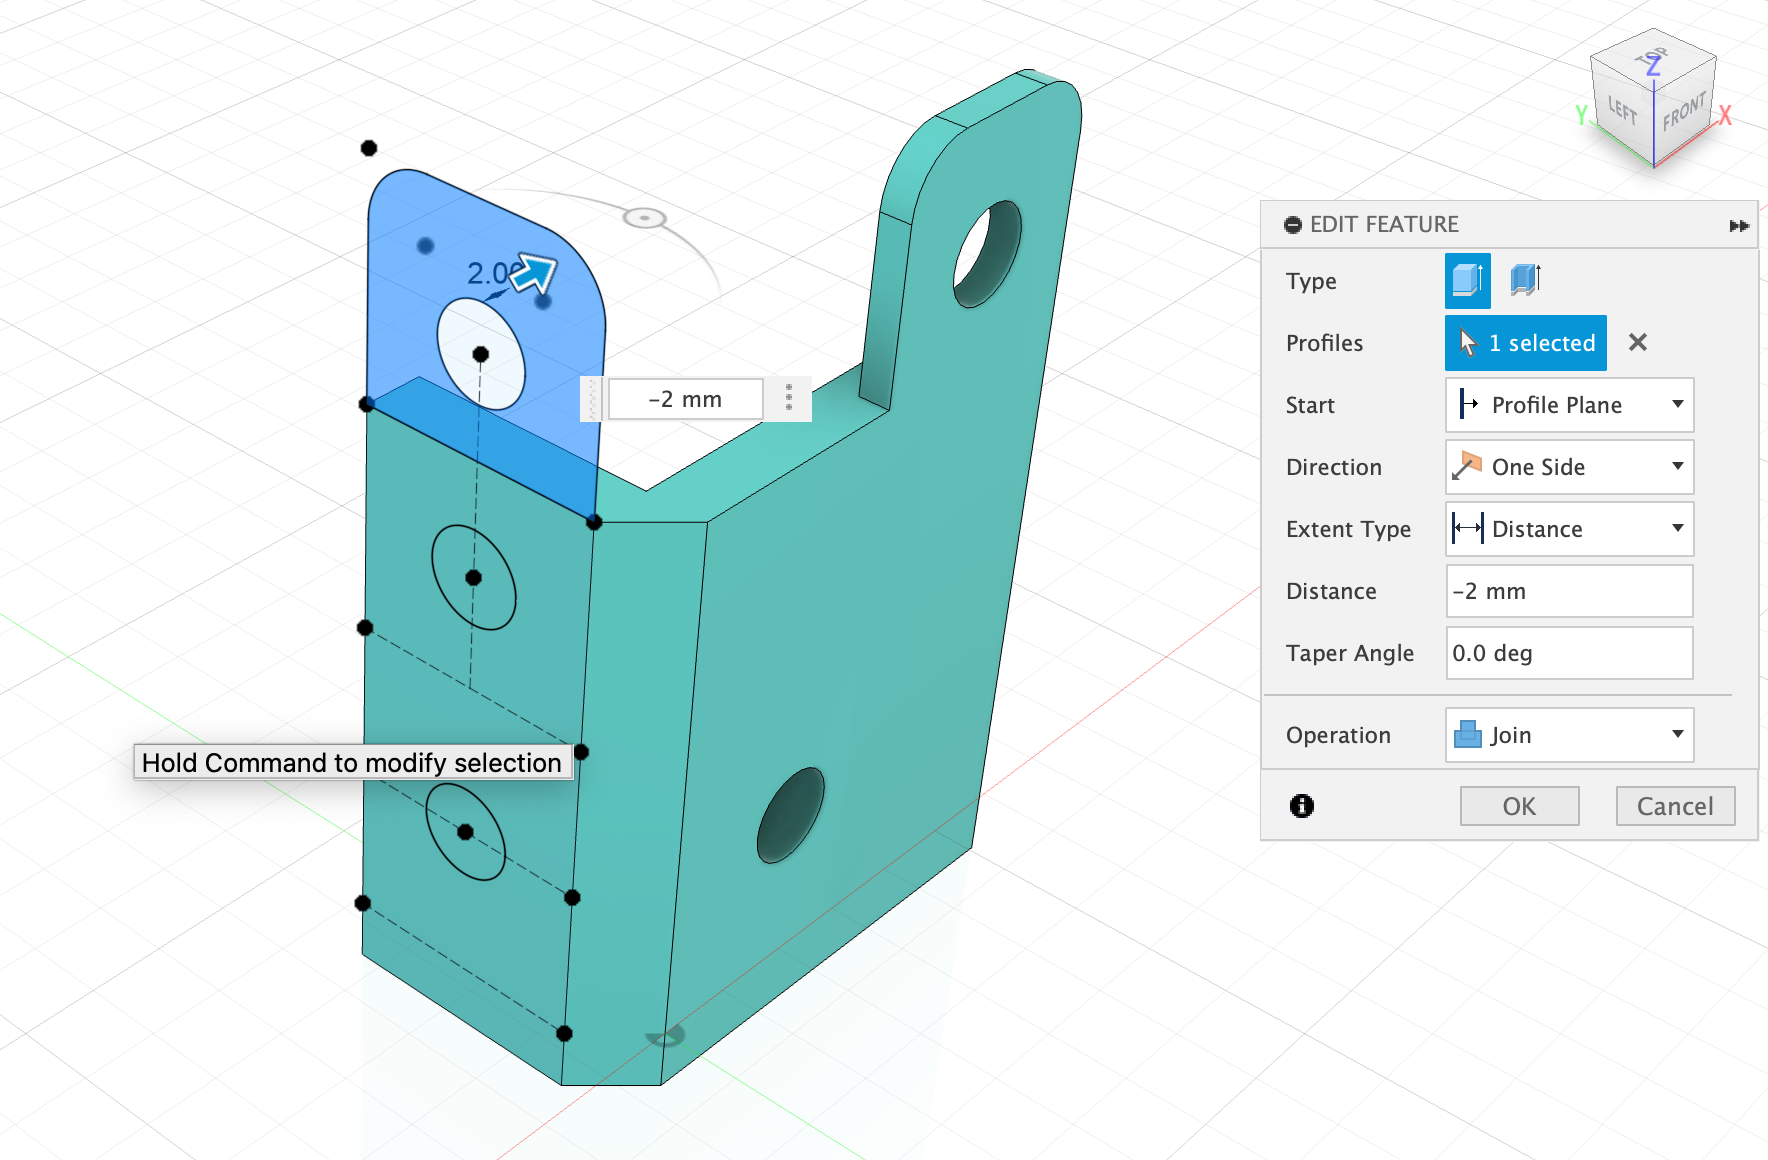 TOP
Z
LEFT
FRONT
Y
X
EDIT FEATURE
Type
Profiles
1 selected
Start
Profile Plane
Direction
One Side
Extent Type
Distance
Distance
-2 mm
Taper Angle
0.0 deg
Operation
Join
OK
Cancel
2.00
-2 mm
Hold Command to modify selection